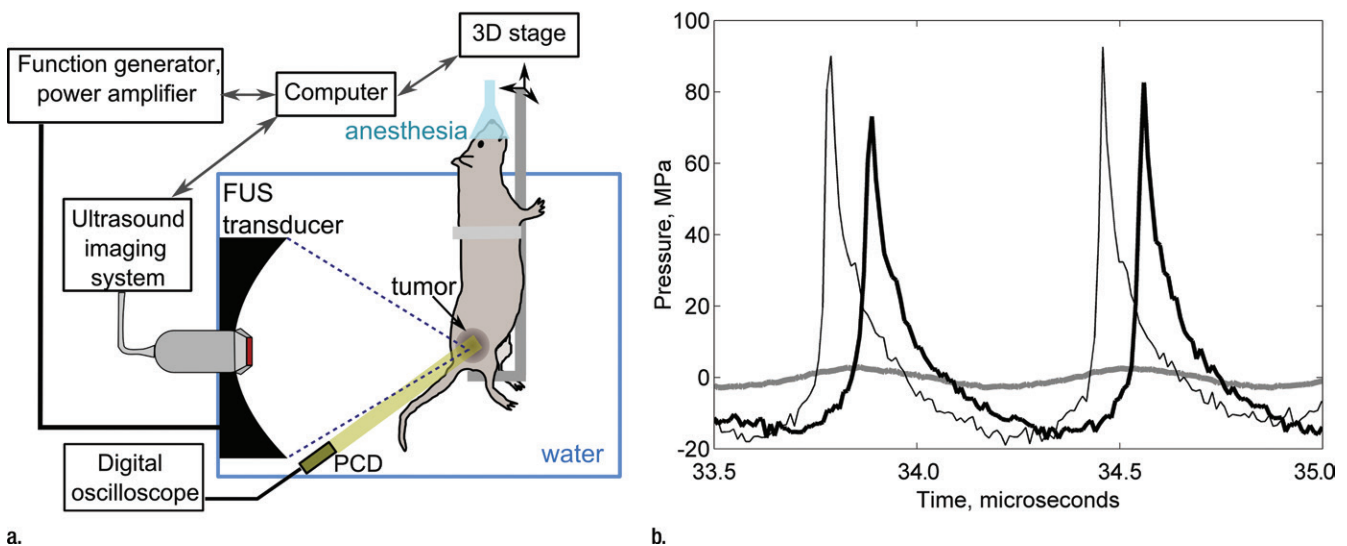 3D stage
Function generator,
power amplifier
Computer
anesthesia
FUS
transducer
Ultrasound
imaging
system
tumor
PCD
water
Digital
oscilloscope
a.
100
80
60
40
20
0
-20
Pressure, MPa
33.5
34.0
34.5
35.0
Time, microseconds
b.